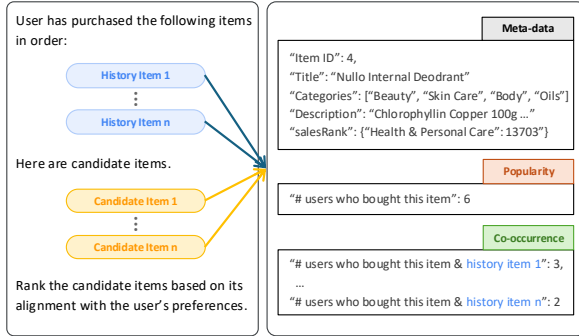 User has purchased the following items
in order:
History Item 1
History Item n
Here are candidate items.
Candidate Item 1
Candidate Item n
Rank the candidate items based on its
alignment with the user's preferences.
Meta-data
"Item ID": 4,
"Title": "Nullo Internal Deodrant"
"Categories": ["Beauty", "Skin Care", "Body", "Oils"]
"Description": "Chlorophyllin Copper 100g ..."
"salesRank": {"Health & Personal Care": 13703"}
Popularity
"# users who bought this item": 6
Co-occurrence
"# users who bought this item & history item 1": 3,
...
"# users who bought this item & history item n": 2